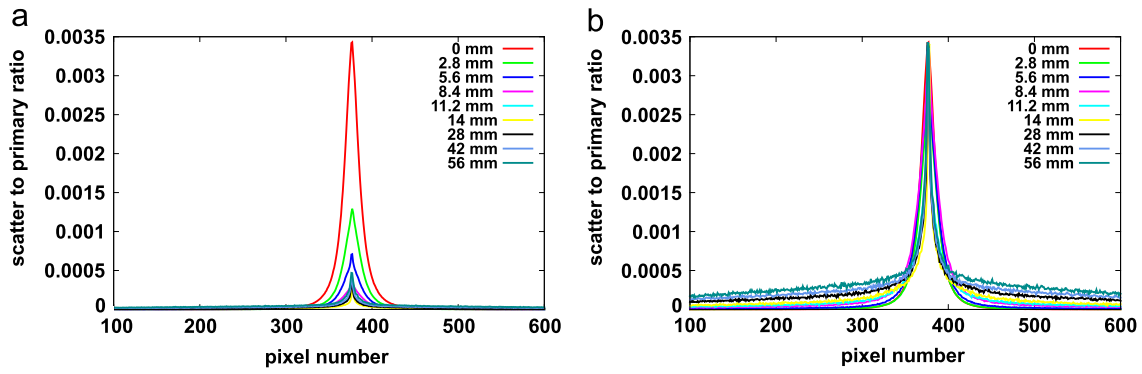 a
scatter to primary ratio
0.0035
0.003
0.0025
0.002
0.0015
0.001
0.0005
0
100
200
300
400
500
600
pixel number
0 mm
2.8 mm
5.6 mm
8.4 mm
11.2 mm
14 mm
28 mm
42 mm
56 mm
b
scatter to primary ratio
0.0035
0.003
0.0025
0.002
0.0015
0.001
0.0005
0
100
200
300
400
500
600
pixel number
0 mm
2.8 mm
5.6 mm
8.4 mm
11.2 mm
14 mm
28 mm
42 mm
56 mm